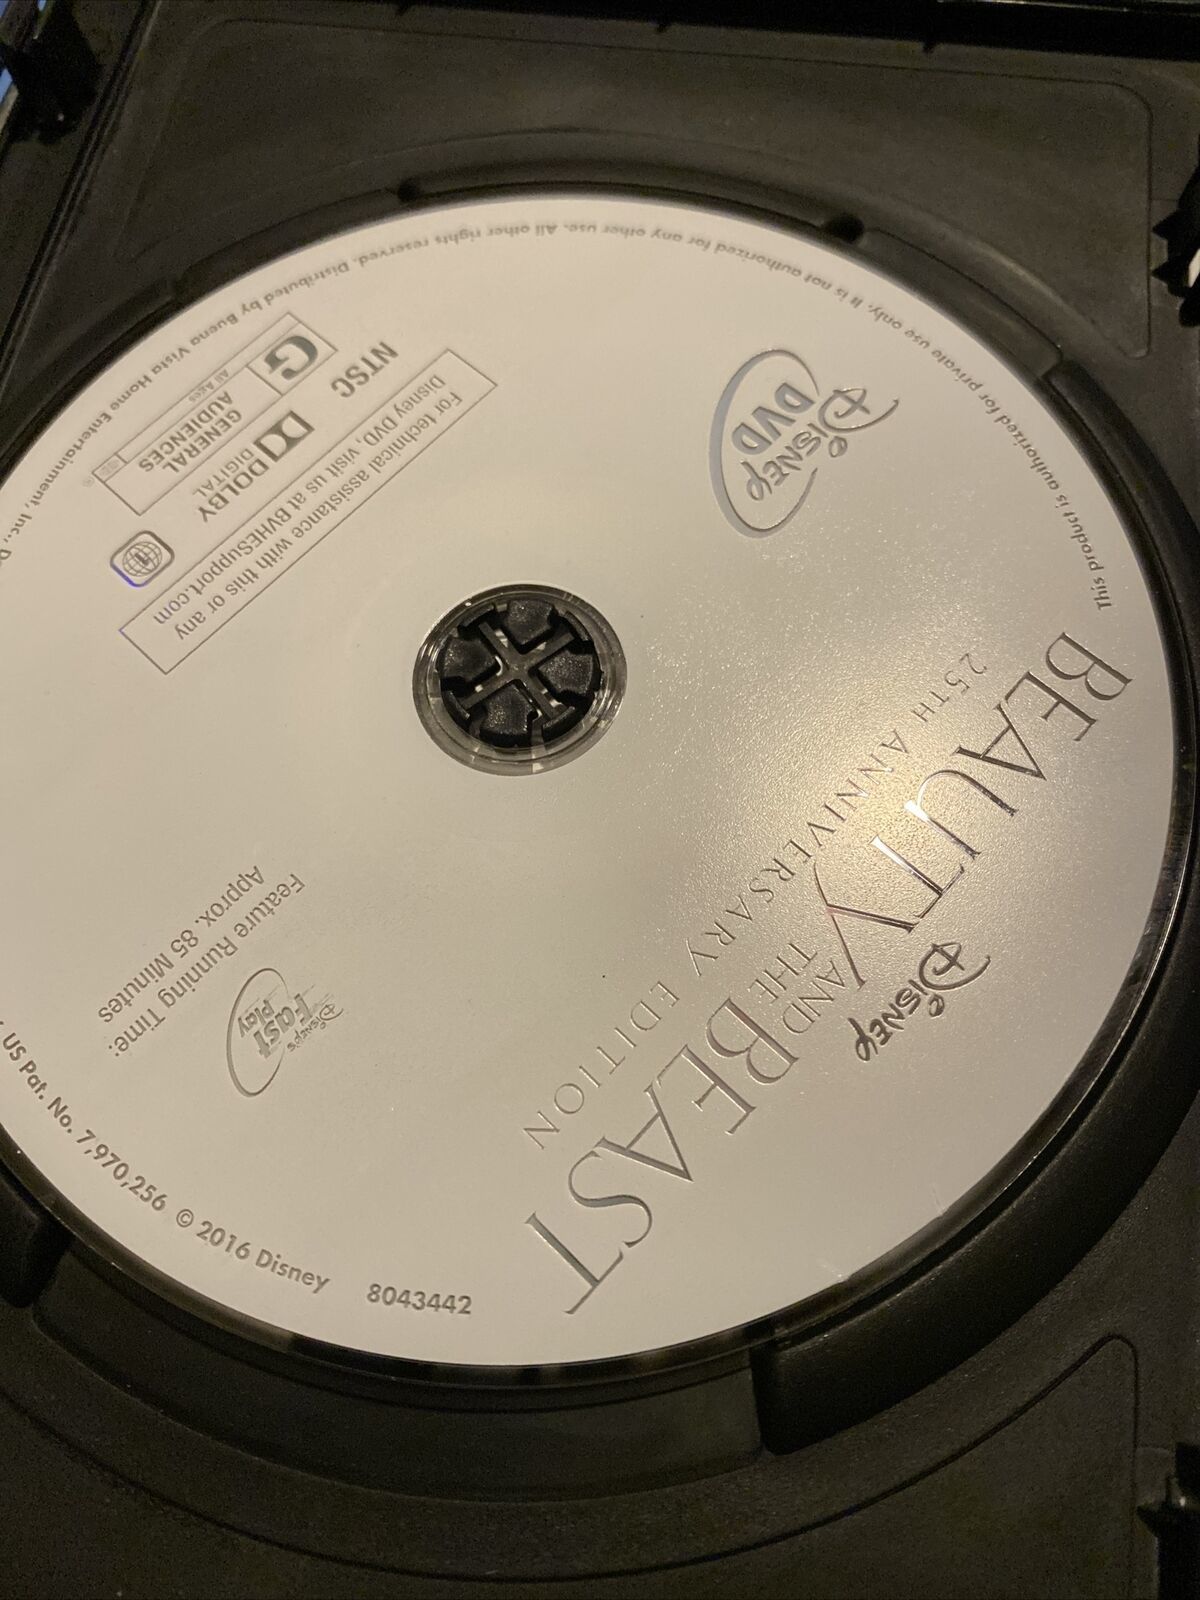 Disney
BEAUTY
AND
THE
BEAST
25TH ANNIVERSARY EDITION
Disney
DVD
Disney's
Fast
Play
Feature Running Time:
Approx. 85 Minutes
For technical assistance with this or any
Disney DVD, visit us at BVHESupport.com
NTSC
DOLBY
DIGITAL
1
G
GENERAL
AUDIENCES
All Ages
This product is authorized for private use only. It is not authorized for any other use. All other rights reserved. Distributed by Buena Vista Home Entertainment, Inc.,
US Pat. No. 7,970,256 © 2016 Disney 8043442